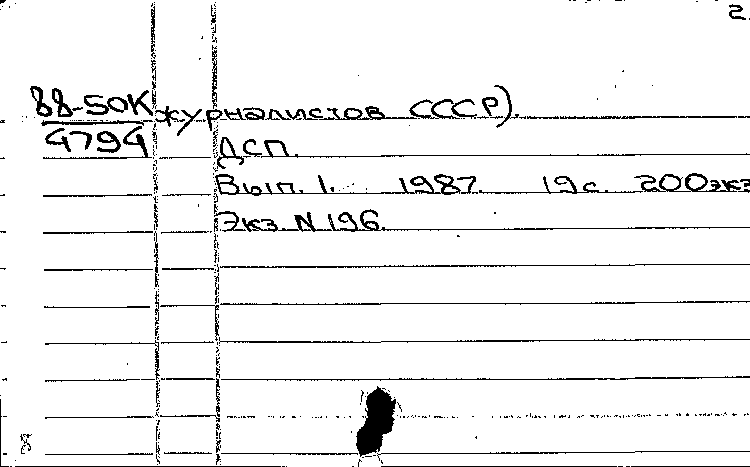 2.
88-50К журналистов СССР).
4794 ДСП.
Вып. 1. 1987. 19с. 200экз
Экз. N 196.
8